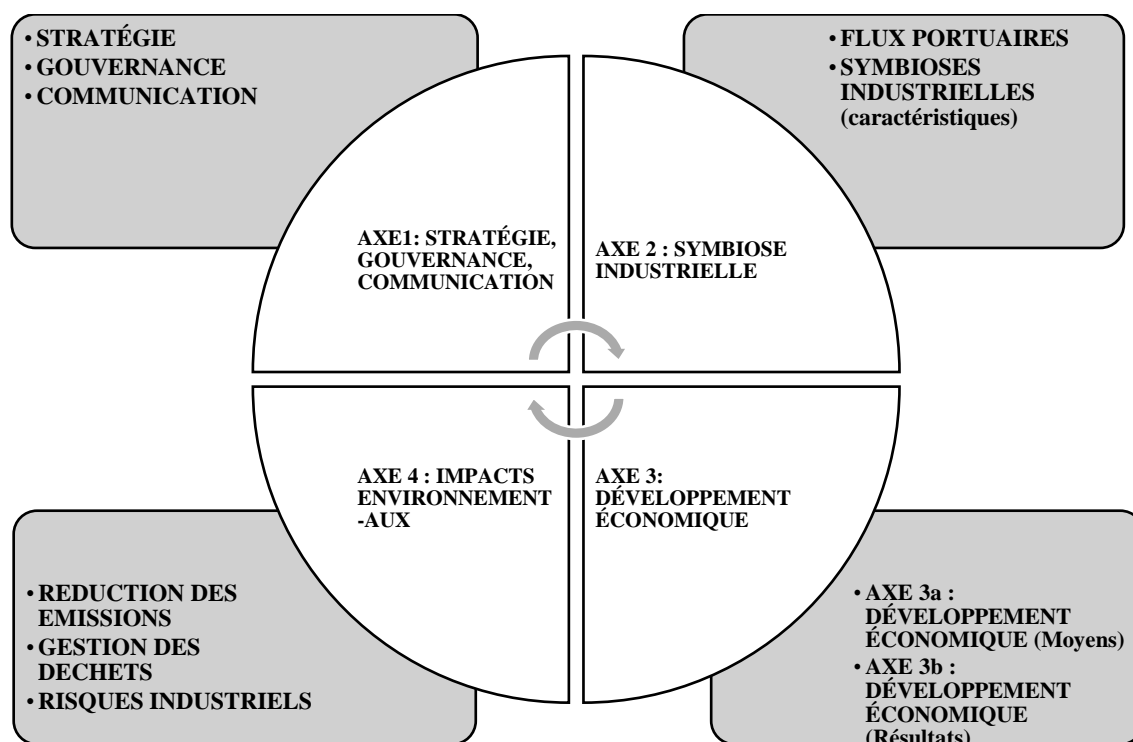 • STRATÉGIE
• GOUVERNANCE
• COMMUNICATION
• FLUX PORTUAIRES
• SYMBIOSES
INDUSTRIELLES
(caractéristiques)
AXE1: STRATÉGIE,
GOUVERNANCE,
COMMUNICATION
AXE 2 : SYMBIOSE
INDUSTRIELLE
AXE 4 : IMPACTS
ENVIRONNEMENT
-AUX
AXE 3:
DÉVELOPPEMENT
ÉCONOMIQUE
• REDUCTION DES
EMISSIONS
• GESTION DES
DECHETS
• RISQUES INDUSTRIELS
• AXE 3a :
DÉVELOPPEMENT
ÉCONOMIQUE (Moyens)
• AXE 3b :
DÉVELOPPEMENT
ÉCONOMIQUE
(Résultats)